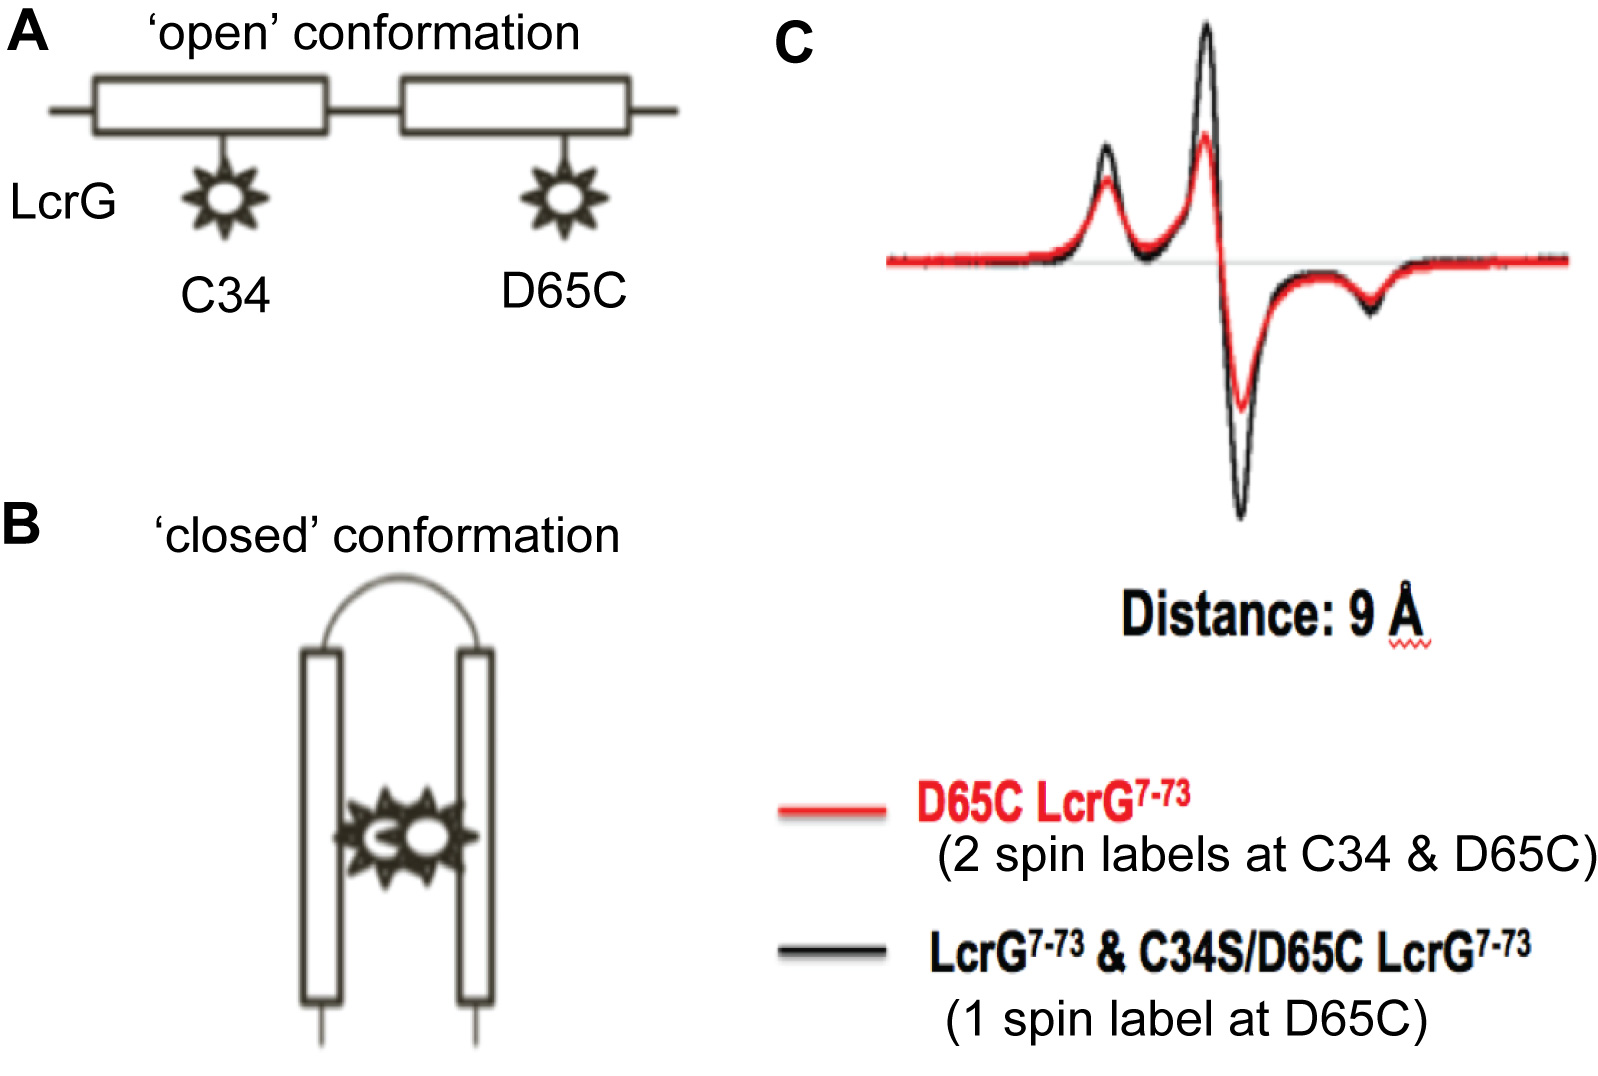 A
‘open’ conformation
LcrG
C34
D65C
B
‘closed’ conformation
C
Distance: 9 Å
D65C LcrG7-73
(2 spin labels at C34 & D65C)
LcrG7-73 & C34S/D65C LcrG7-73
(1 spin label at D65C)